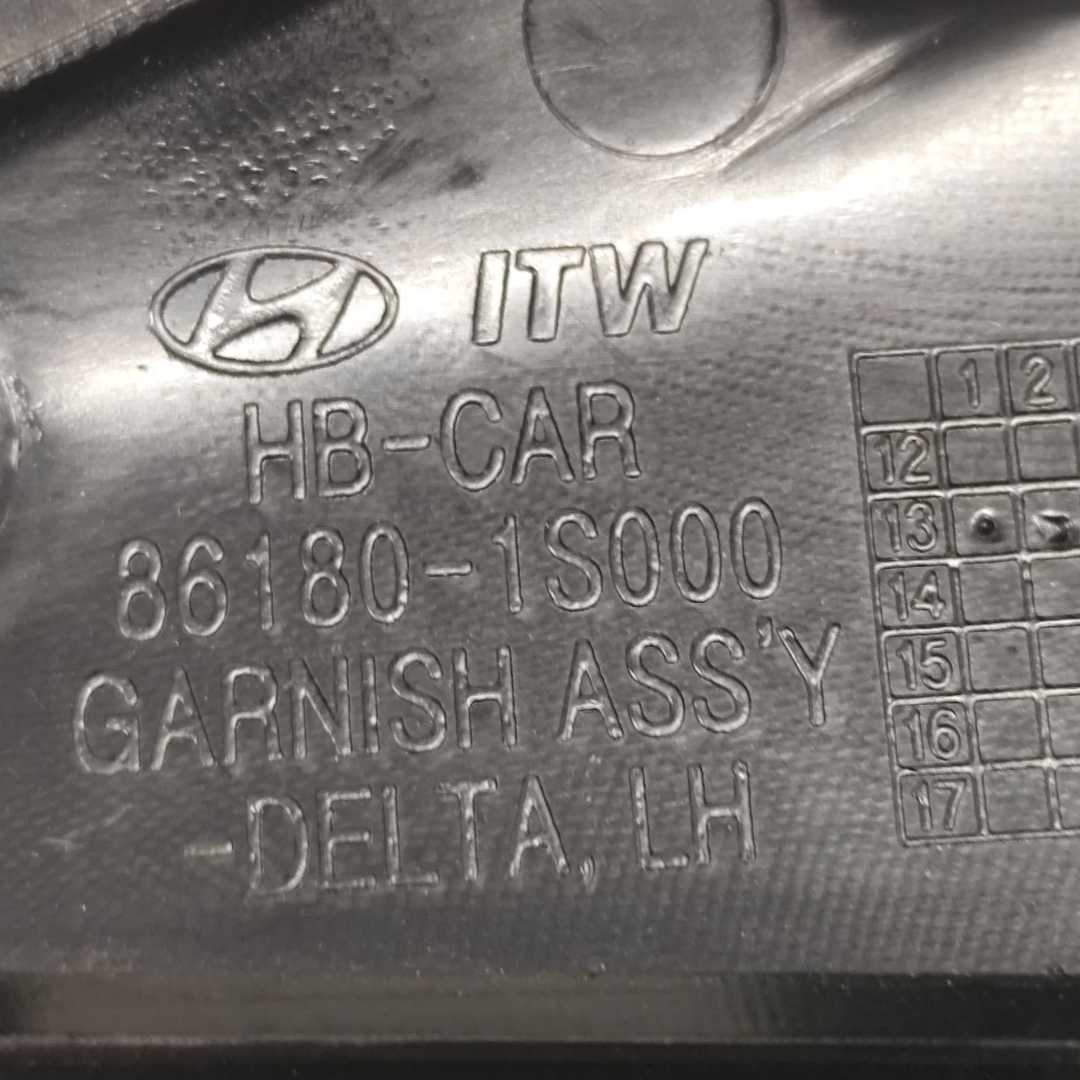 ITW
HB-CAR
86180-1S000
GARNISH ASS'Y
-DELTA, LH
1 2
12
13
14
15
16
17